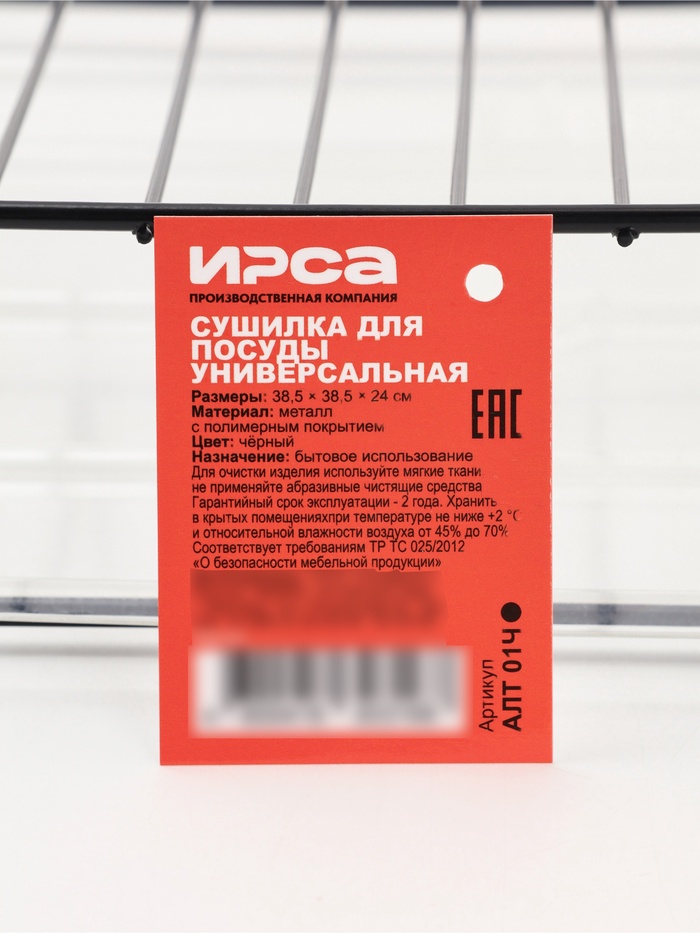 ИРСА
ПРОИЗВОДСТВЕННАЯ КОМПАНИЯ
СУШИЛКА ДЛЯ
ПОСУДЫ
УНИВЕРСАЛЬНАЯ
Размеры: 38,5 × 38,5 × 24 см
Материал: металл
с полимерным покрытием
Цвет: чёрный
Назначение: бытовое использование
Для очистки изделия используйте мягкие ткани
не применяйте абразивные чистящие средства
Гарантийный срок эксплуатации - 2 года. Хранить
в крытых помещенияхпри температуре не ниже +2 °C
и относительной влажности воздуха от 45% до 70%
Соответствует требованиям ТР ТС 025/2012
«О безопасности мебельной продукции»
EAC
Артикул
АЛТ 01Ч